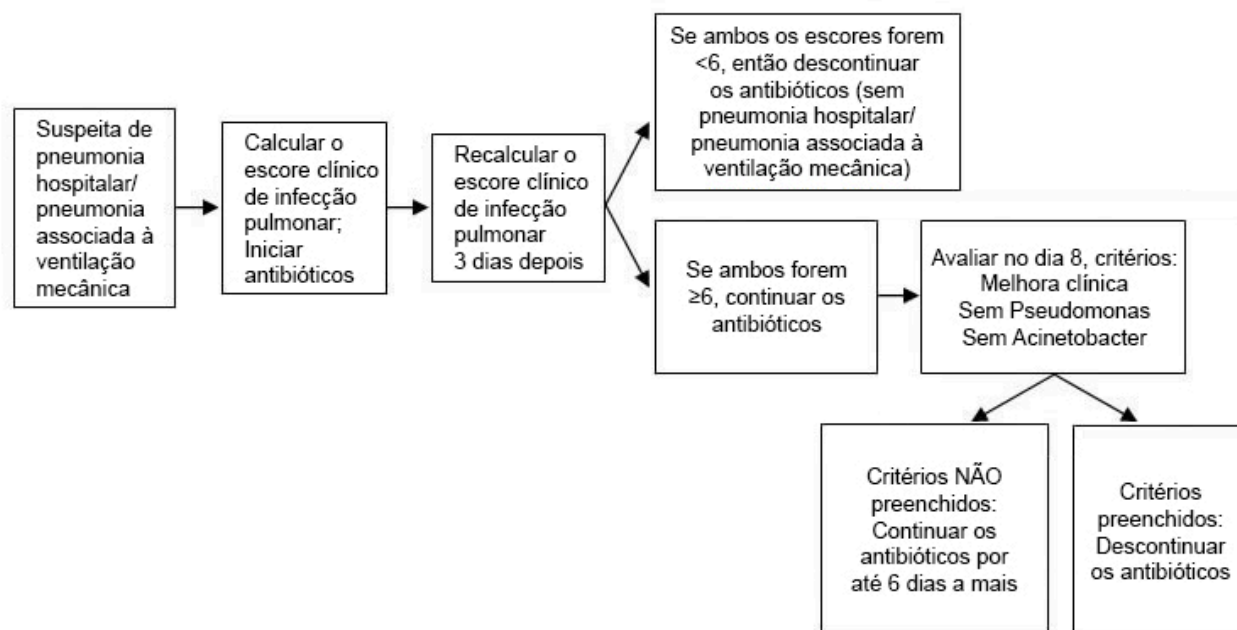 Suspeita de
pneumonia
hospitalar/
pneumonia
associada à
ventilação
mecânica
Calcular o
escore clínico
de infecção
pulmonar;
Iniciar
antibióticos
Recalcular o
escore clínico
de infecção
pulmonar
3 dias depois
Se ambos os escores forem
<6, então descontinuar
os antibióticos (sem
pneumonia hospitalar/
pneumonia associada à
ventilação mecânica)
Se ambos forem
≥6, continuar os
antibióticos
Avaliar no dia 8, critérios:
Melhora clínica
Sem Pseudomonas
Sem Acinetobacter
Critérios NÃO
preenchidos:
Continuar os
antibióticos por
até 6 dias a mais
Critérios
preenchidos:
Descontinuar
os antibióticos